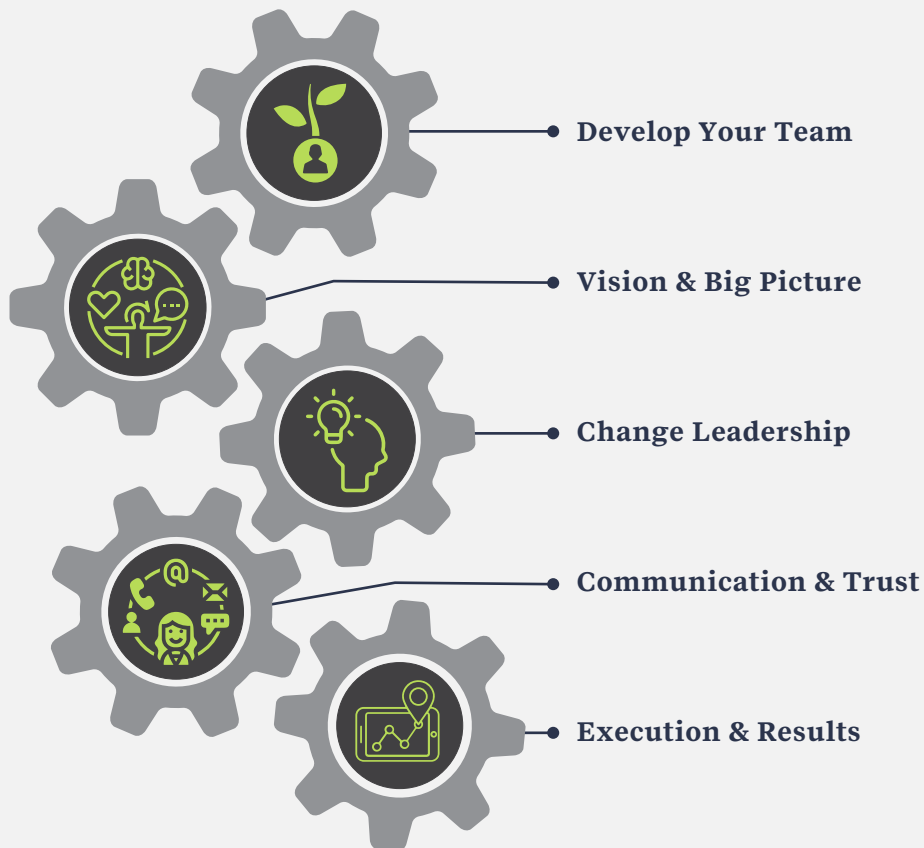 Develop Your Team
Vision & Big Picture
Change Leadership
Communication & Trust
Execution & Results